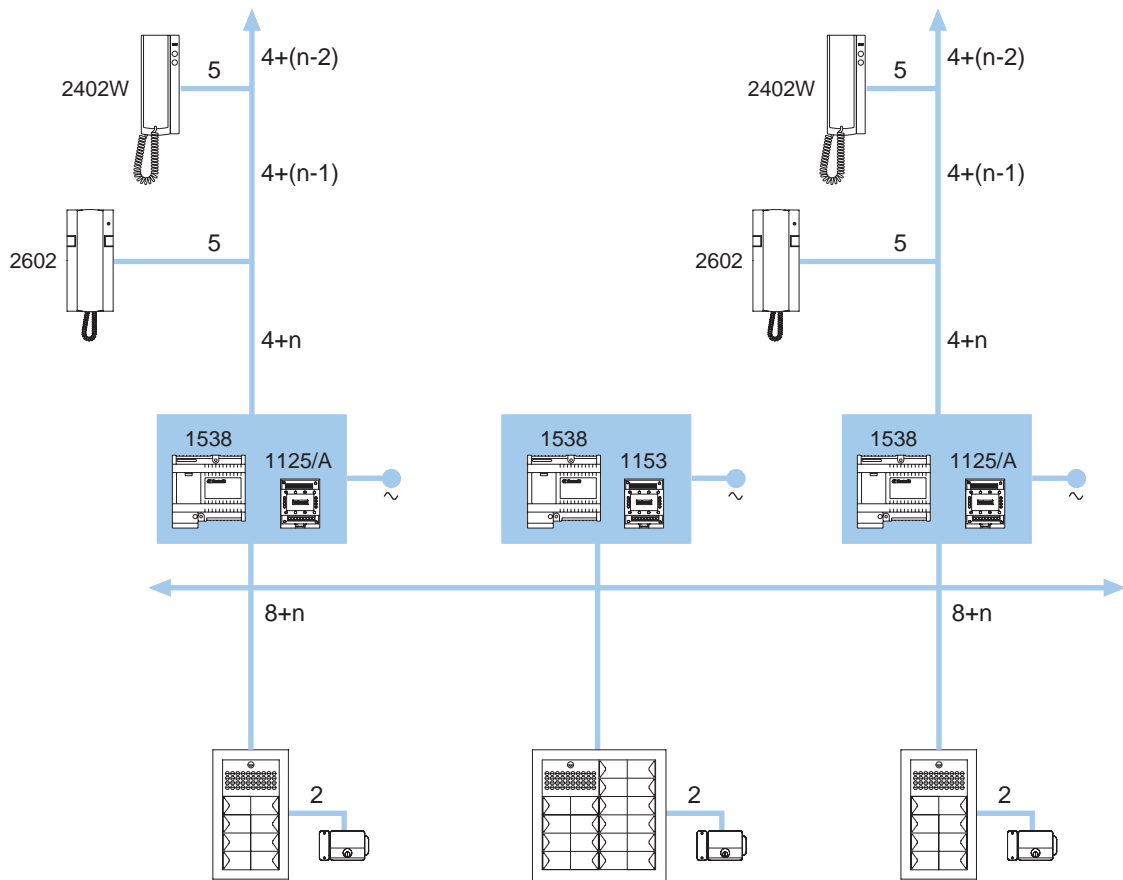 4+(n-2)
4+(n-2)
5
5
2402W
2402W
4+(n-1)
4+(n-1)
5
5
2602
2602
4+n
4+n
1538
1125/A
1538
1153
1538
1125/A
~
~
~
8+n
8+n
2
2
2